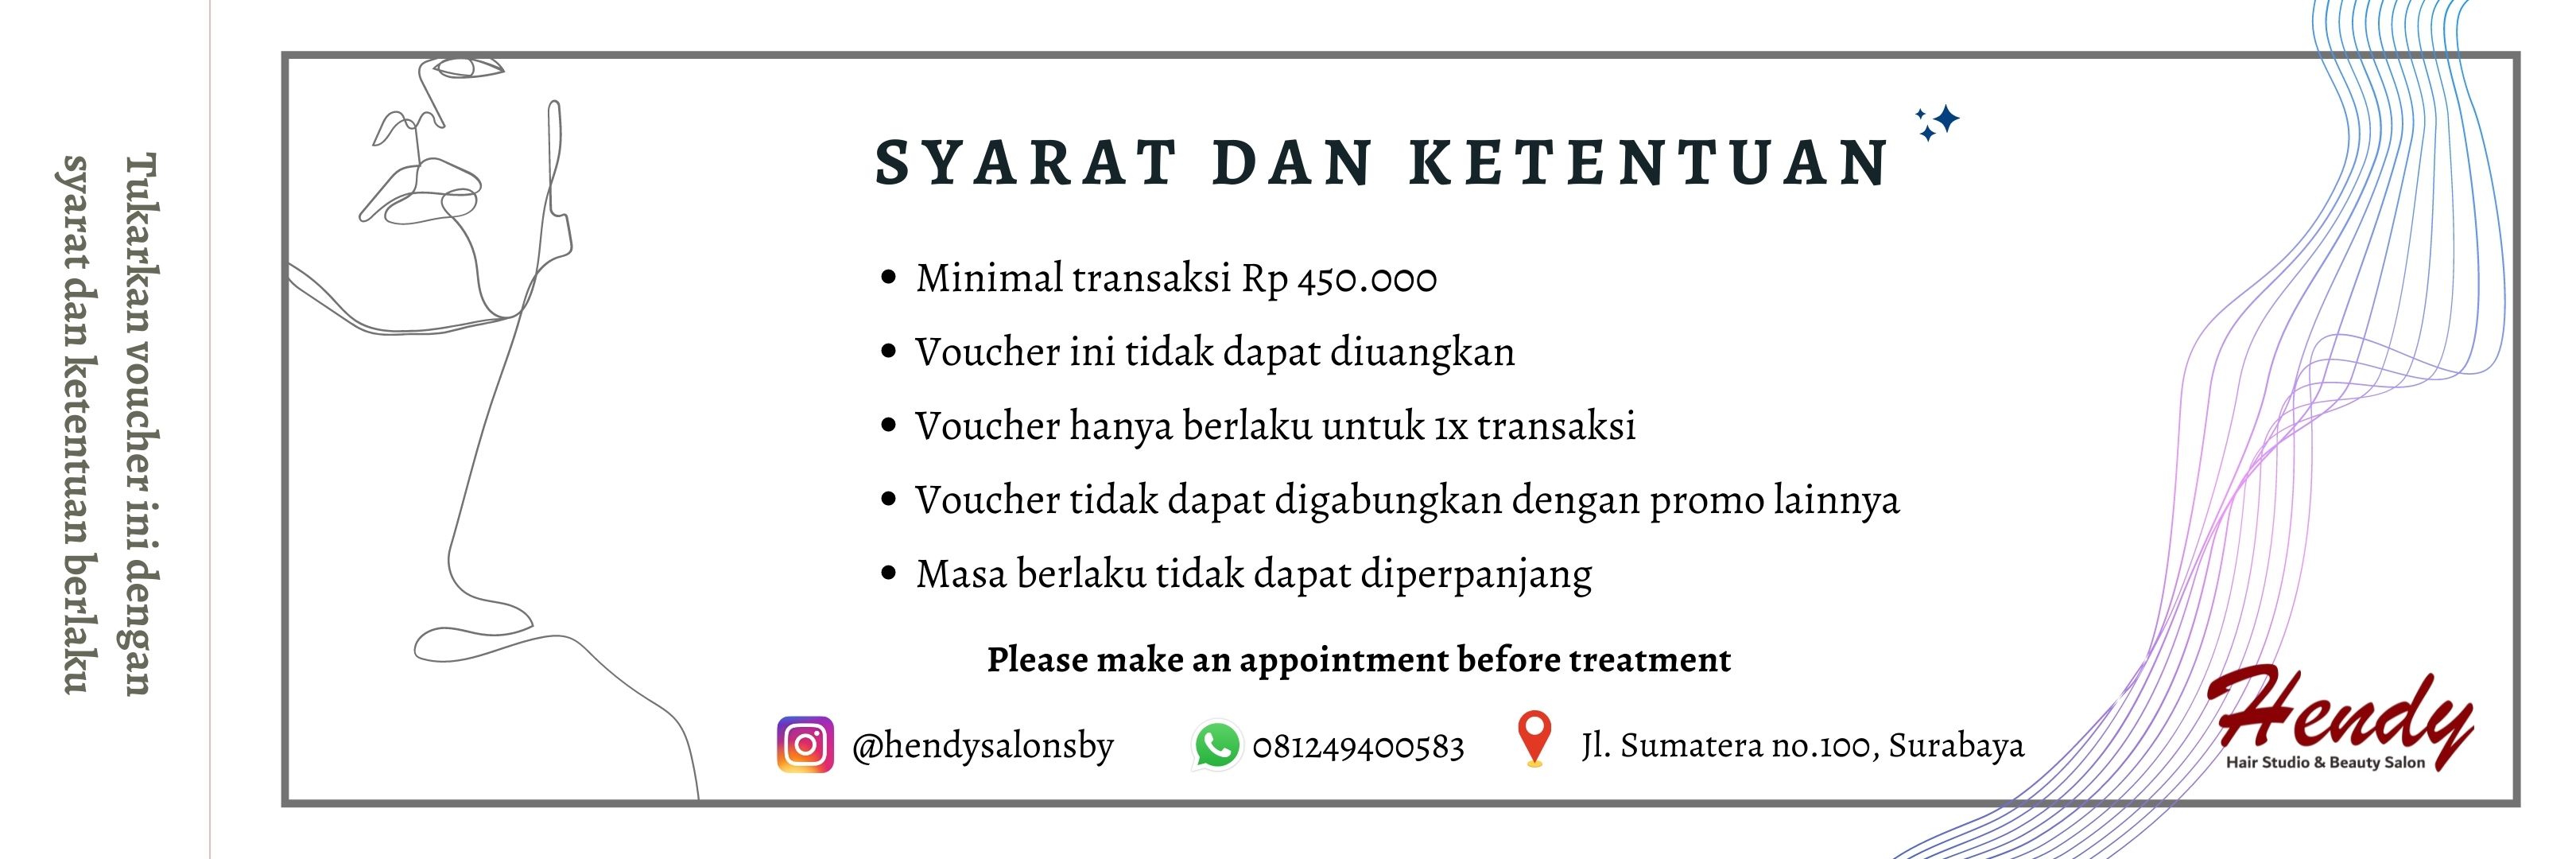 Tukarkan voucher ini dengan
syarat dan ketentuan berlaku
SYARAT DAN KETENTUAN
• Minimal transaksi Rp 450.000
• Voucher ini tidak dapat diuangkan
• Voucher hanya berlaku untuk 1x transaksi
• Voucher tidak dapat digabungkan dengan promo lainnya
• Masa berlaku tidak dapat diperpanjang
Please make an appointment before treatment
@hendysalonsby 081249400583 Jl. Sumatera no.100, Surabaya
Hendy
Hair Studio & Beauty Salon